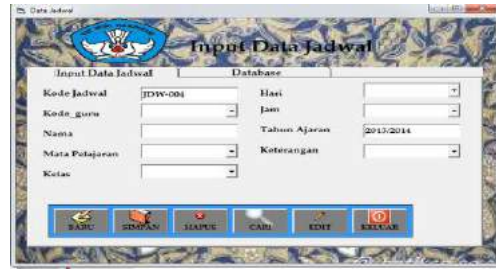 Data Jadwal
Input Data Jadwal
Input Data Jadwal Database
Kode Jadwal JDW-004 Hari
Kode_guru Jam
Nama Tahun Ajaran 2013/2014
Mata Pelajaran Keterangan
Kelas
BARU SIMPAN HAPUS CARI EDIT KELUAR